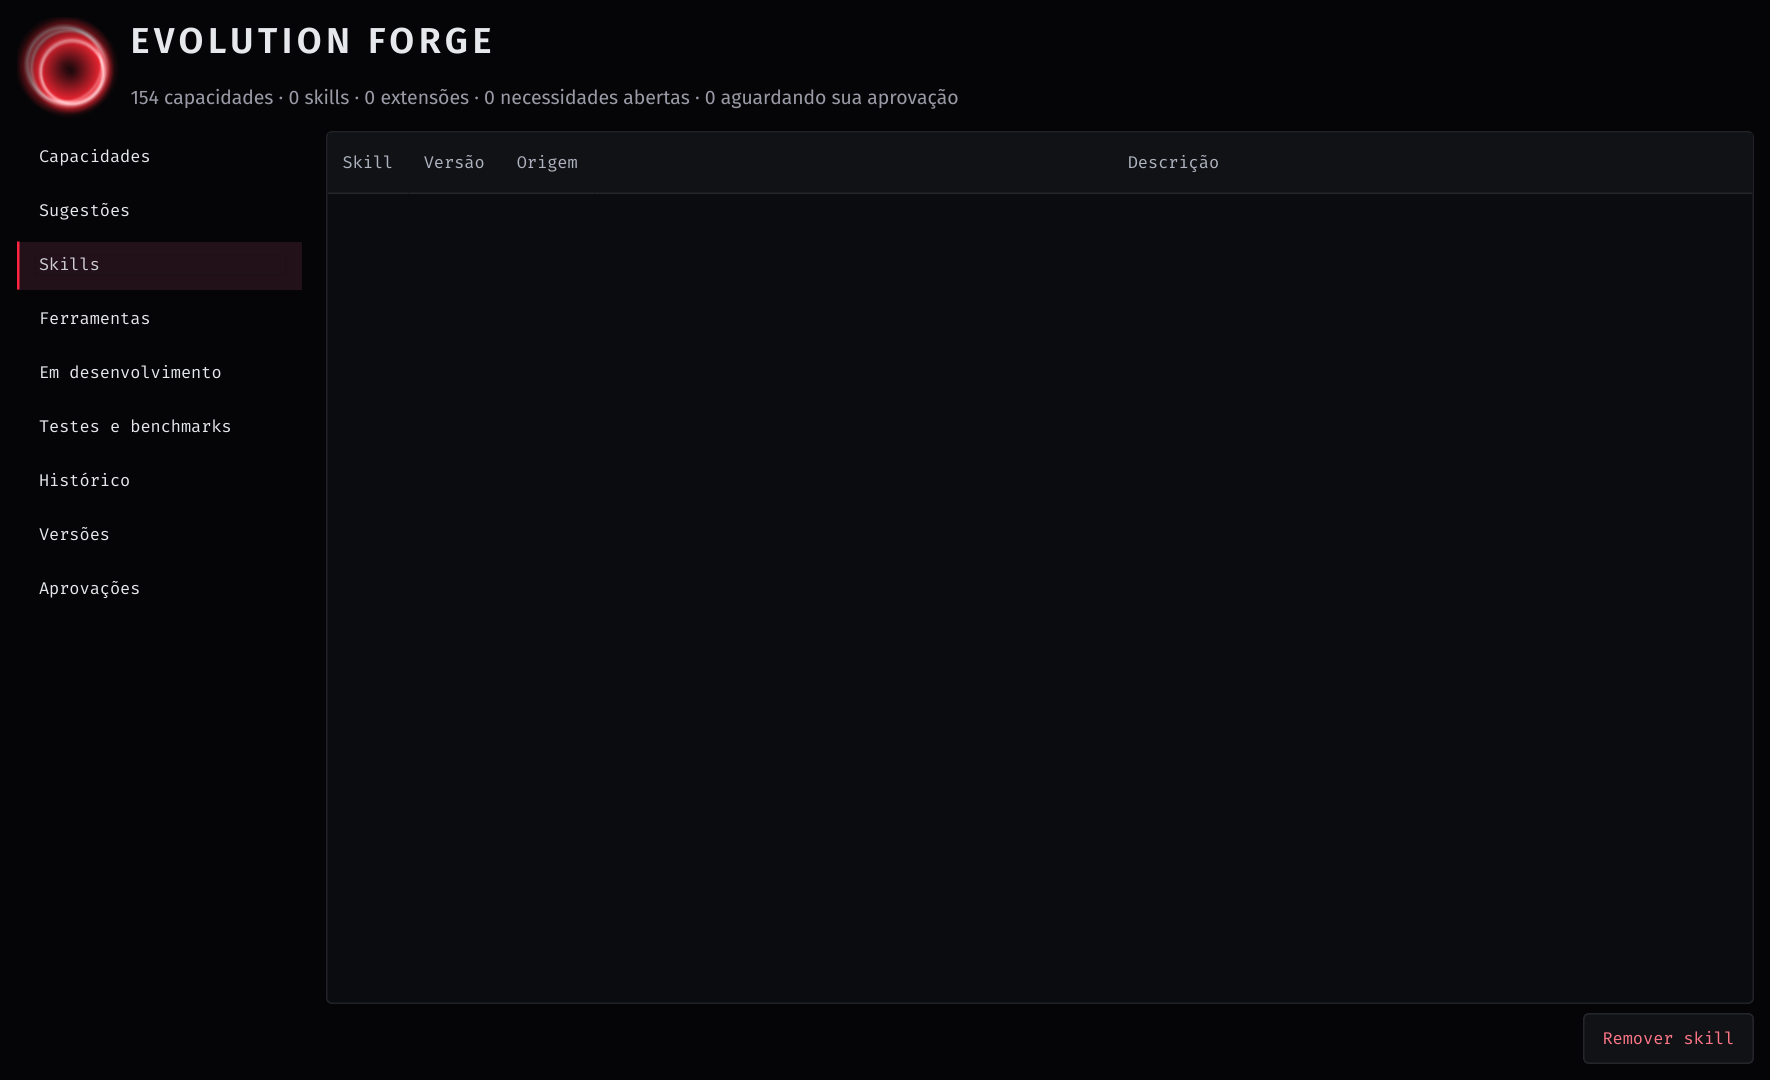 EVOLUTION FORGE
154 capacidades · 0 skills · 0 extensões · 0 necessidades abertas · 0 aguardando sua aprovação
Capacidades
Sugestões
Skills
Ferramentas
Em desenvolvimento
Testes e benchmarks
Histórico
Versões
Aprovações
Skill Versão Origem Descrição
Remover skill